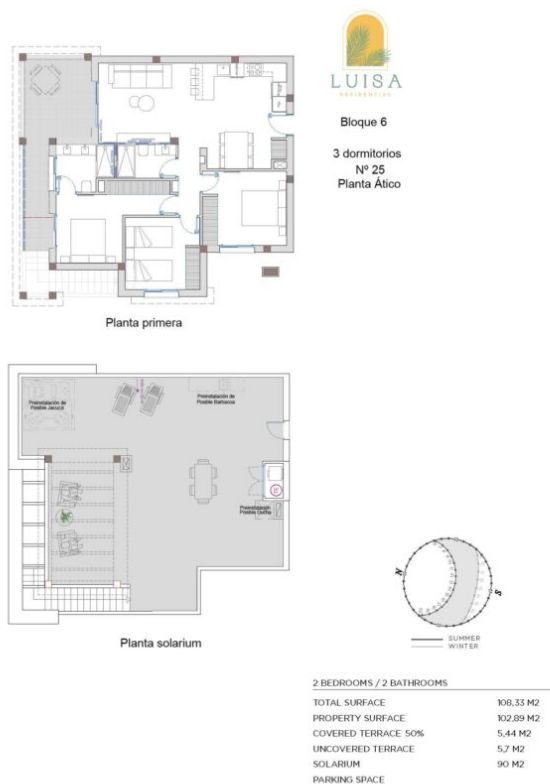 LUISA
RESIDENTIAL
Bloque 6
3 dormitorios
Nº 25
Planta Ático
Planta primera
Preinstalación de
Posible Jacuzzi
Preinstalación de
Posible Barbacoa
Preinstalación
Posible Ducha
Planta solarium
N
S
SUMMER
WINTER
2 BEDROOMS / 2 BATHROOMS
TOTAL SURFACE 108,33 M2
PROPERTY SURFACE 102,89 M2
COVERED TERRACE 50% 5,44 M2
UNCOVERED TERRACE 5,7 M2
SOLARIUM 90 M2
PARKING SPACE